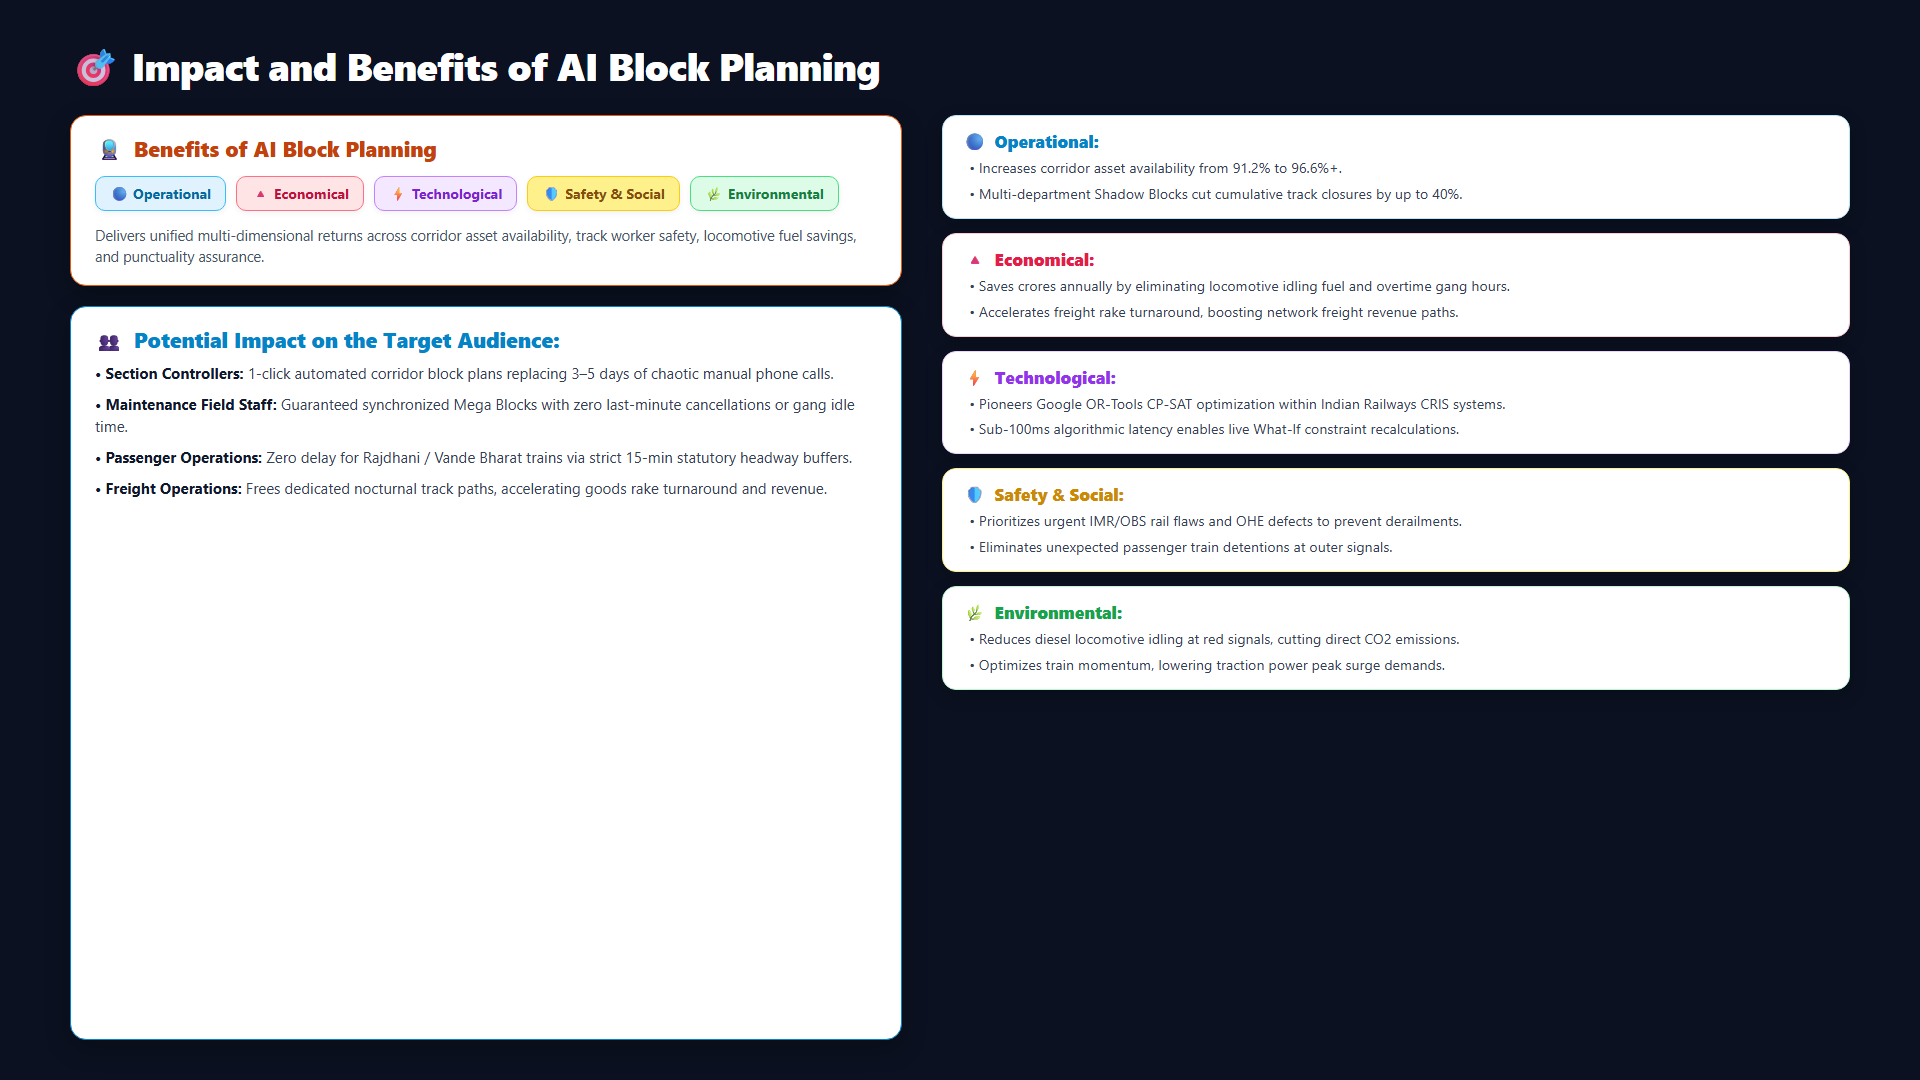 Impact and Benefits of AI Block Planning
Benefits of AI Block Planning
Operational
Economical
Technological
Safety & Social
Environmental
Delivers unified multi-dimensional returns across corridor asset availability, track worker safety, locomotive fuel savings,
and punctuality assurance.
Potential Impact on the Target Audience:
• Section Controllers: 1-click automated corridor block plans replacing 3–5 days of chaotic manual phone calls.
• Maintenance Field Staff: Guaranteed synchronized Mega Blocks with zero last-minute cancellations or gang idle
time.
• Passenger Operations: Zero delay for Rajdhani / Vande Bharat trains via strict 15-min statutory headway buffers.
• Freight Operations: Frees dedicated nocturnal track paths, accelerating goods rake turnaround and revenue.
Operational:
• Increases corridor asset availability from 91.2% to 96.6%+.
• Multi-department Shadow Blocks cut cumulative track closures by up to 40%.
Economical:
• Saves crores annually by eliminating locomotive idling fuel and overtime gang hours.
• Accelerates freight rake turnaround, boosting network freight revenue paths.
Technological:
• Pioneers Google OR-Tools CP-SAT optimization within Indian Railways CRIS systems.
• Sub-100ms algorithmic latency enables live What-If constraint recalculations.
Safety & Social:
• Prioritizes urgent IMR/OBS rail flaws and OHE defects to prevent derailments.
• Eliminates unexpected passenger train detentions at outer signals.
Environmental:
• Reduces diesel locomotive idling at red signals, cutting direct CO2 emissions.
• Optimizes train momentum, lowering traction power peak surge demands.